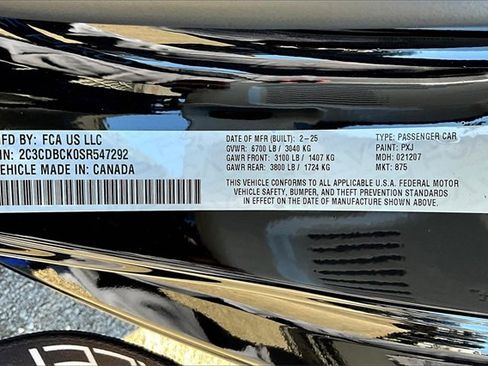 MFD BY: FCA US LLC
IN: 2C3CDBCK0SR547292
VEHICLE MADE IN: CANADA
DATE OF MFR (BUILT): 2-25
GVWR: 6700 LB / 3040 KG
GAWR FRONT: 3100 LB / 1407 KG
GAWR REAR: 3800 LB / 1724 KG
TYPE: PASSENGER CAR
PAINT: PXJ
MDH: 021207
MKT: 875
THIS VEHICLE CONFORMS TO ALL APPLICABLE U.S.A. FEDERAL MOTOR
VEHICLE SAFETY, BUMPER, AND THEFT PREVENTION STANDARDS
IN EFFECT ON THE DATE OF MANUFACTURE SHOWN ABOVE.